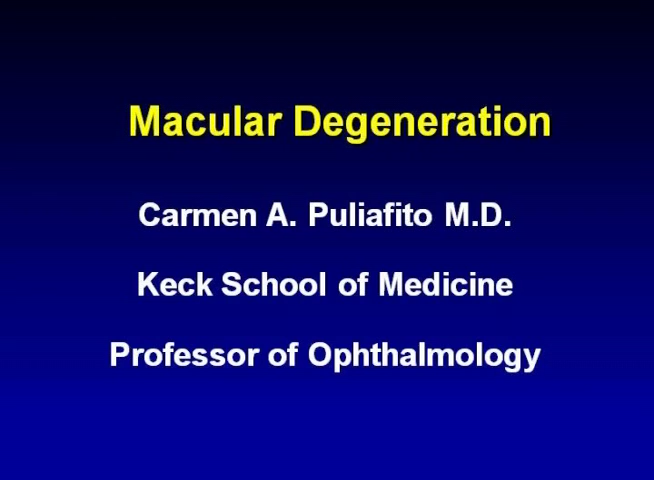 Macular Degeneration
Carmen A. Puliafito M.D.
Keck School of Medicine
Professor of Ophthalmology